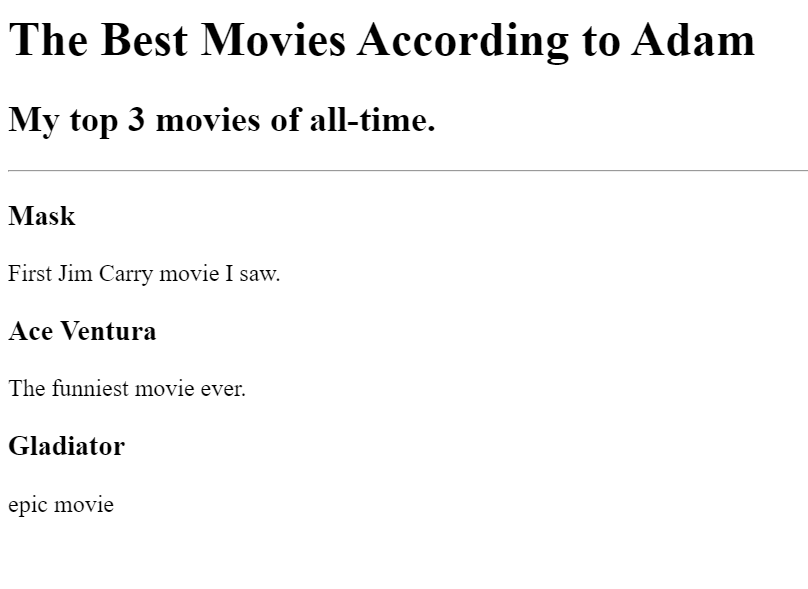 The Best Movies According to Adam
My top 3 movies of all-time.
Mask
First Jim Carry movie I saw.
Ace Ventura
The funniest movie ever.
Gladiator
epic movie